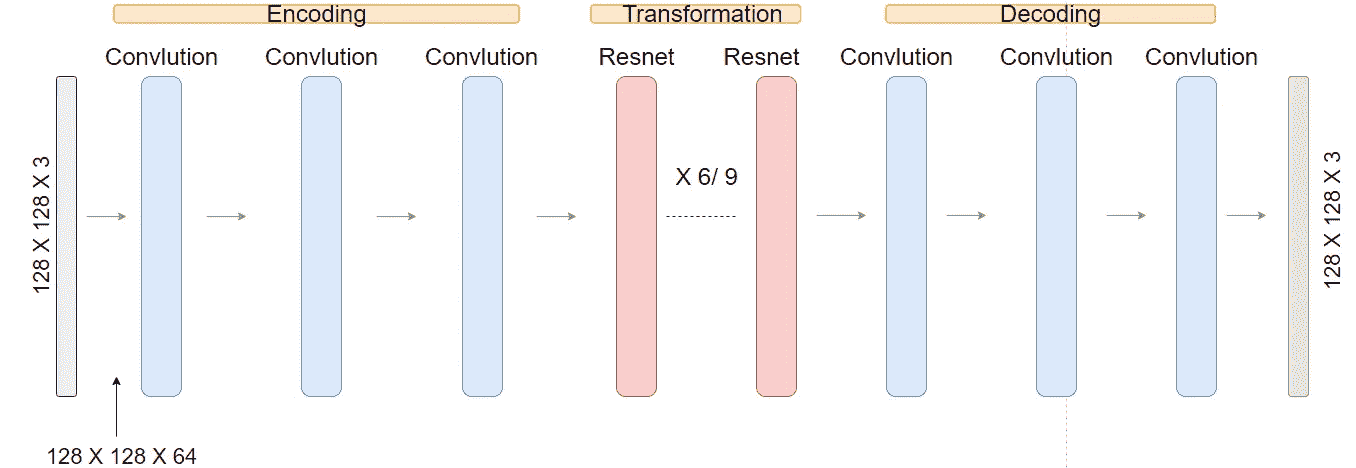 Encoding
Transformation
Decoding
Convlution
Convlution
Convlution
Resnet
Resnet
Convlution
Convlution
Convlution
128 X 128 X 3
X 6/ 9
128 X 128 X 3
128 X 128 X 64